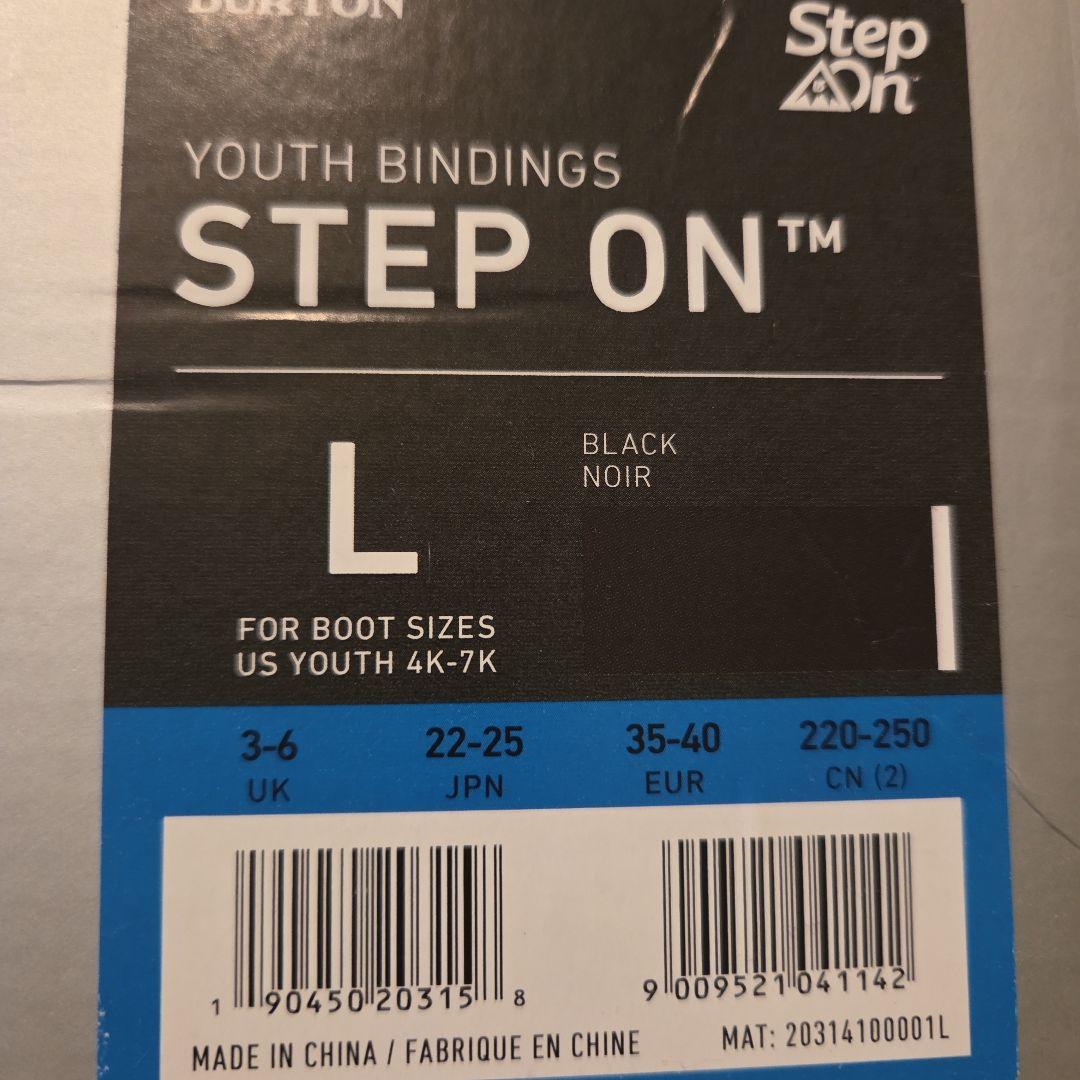 BURTON
Step
On
YOUTH BINDINGS
STEP ON™
L
BLACK
NOIR
FOR BOOT SIZES
US YOUTH 4K-7K
3-6 22-25 35-40 220-250
UK JPN EUR CN (2)
1 90450 20315 8
9 009521 041142
MADE IN CHINA / FABRIQUE EN CHINE
MAT: 20314100001L